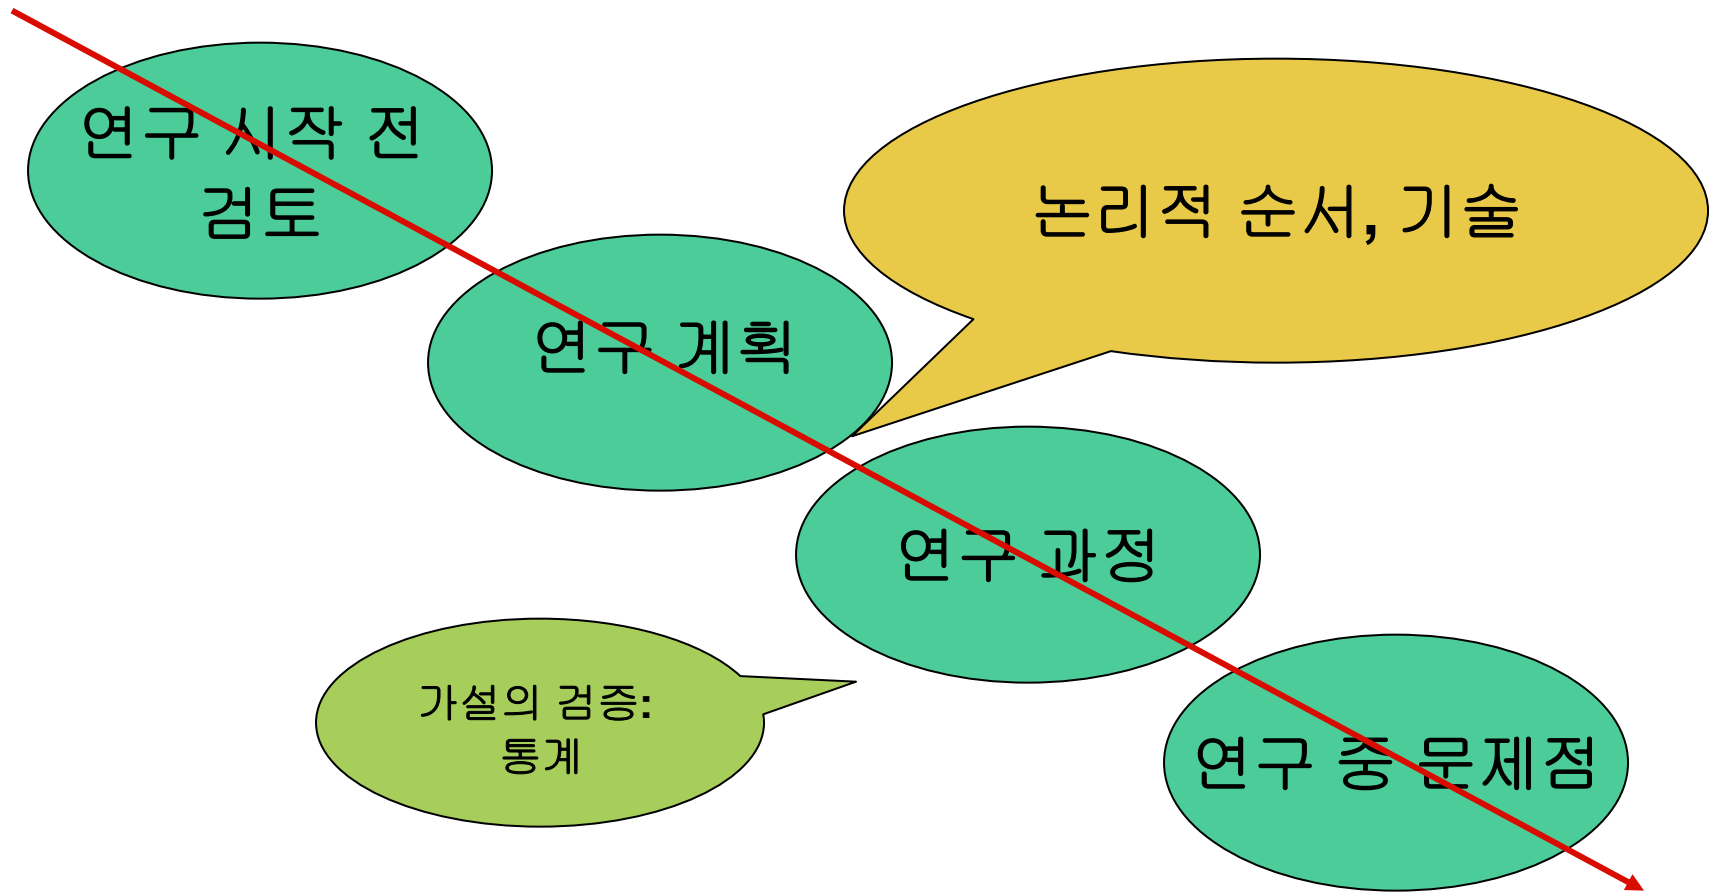 연구 시작 전
검토
논리적 순서, 기술
연구 계획
연구 과정
가설의 검증:
통계
연구 중 문제점